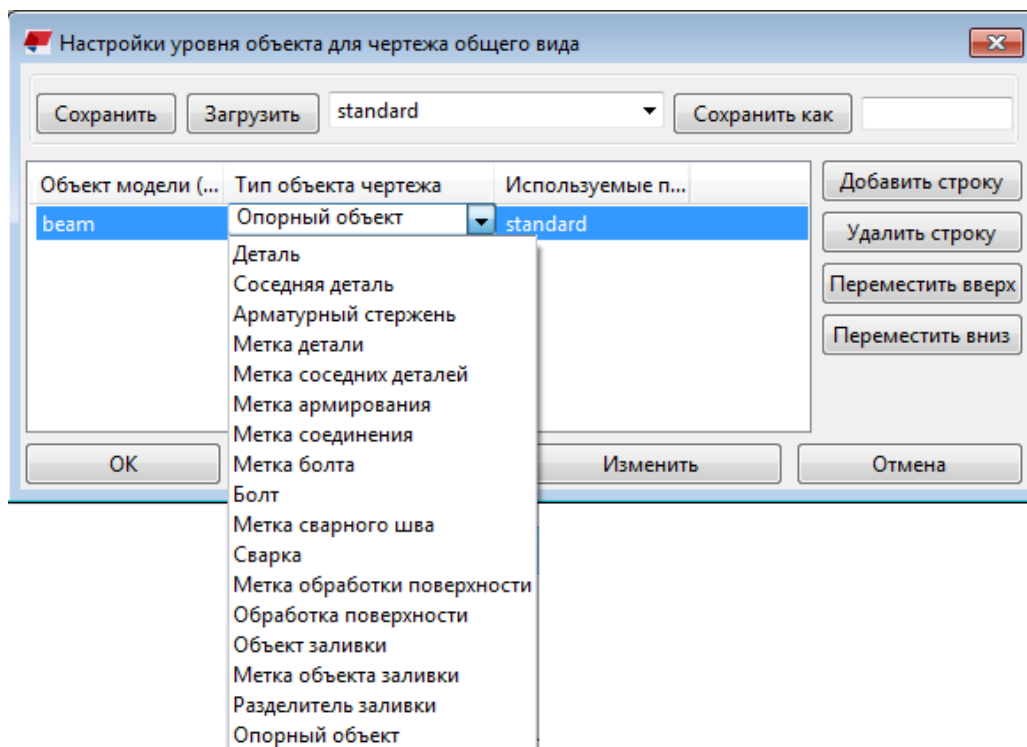 Настройки уровня объекта для чертежа общего вида
Сохранить Загрузить standard Сохранить как
Объект модели (... Тип объекта чертежа Используемые п... Добавить строку
beam Опорный объект standard Удалить строку
Деталь
Соседняя деталь Переместить вверх
Арматурный стержень
Метка детали Переместить вниз
Метка соседних деталей
Метка армирования
Метка соединения
OK Метка болта Изменить Отмена
Болт
Метка сварного шва
Сварка
Метка обработки поверхности
Обработка поверхности
Объект заливки
Метка объекта заливки
Разделитель заливки
Опорный объект